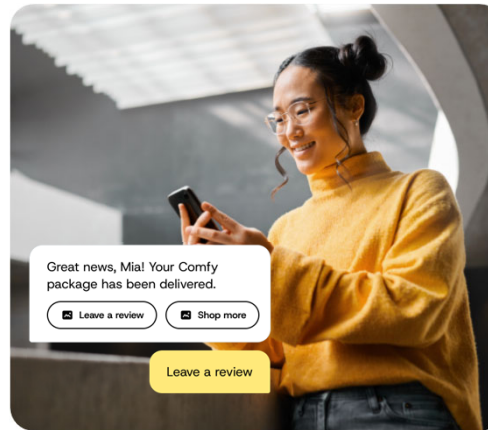 Great news, Mia! Your Comfy
package has been delivered.
Leave a review
Shop more
Leave a review